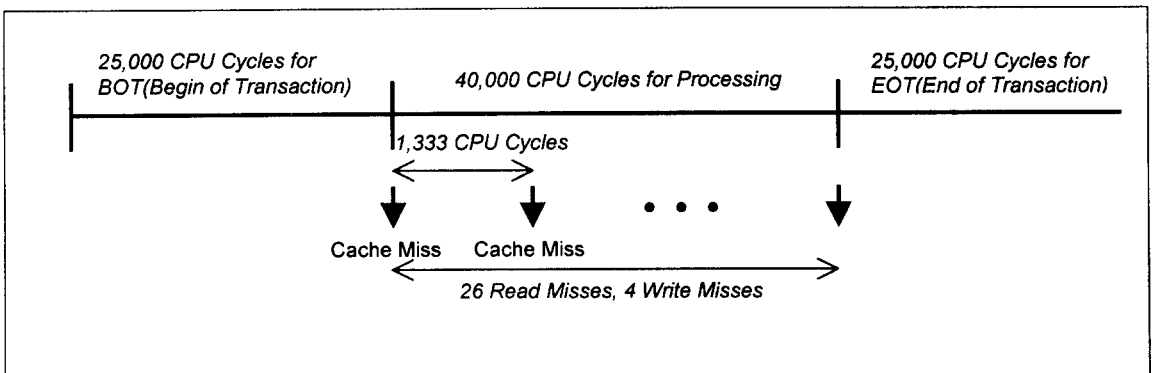 25,000 CPU Cycles for
BOT(Begin of Transaction)
40,000 CPU Cycles for Processing
25,000 CPU Cycles for
EOT(End of Transaction)
1,333 CPU Cycles
Cache Miss
Cache Miss
26 Read Misses, 4 Write Misses